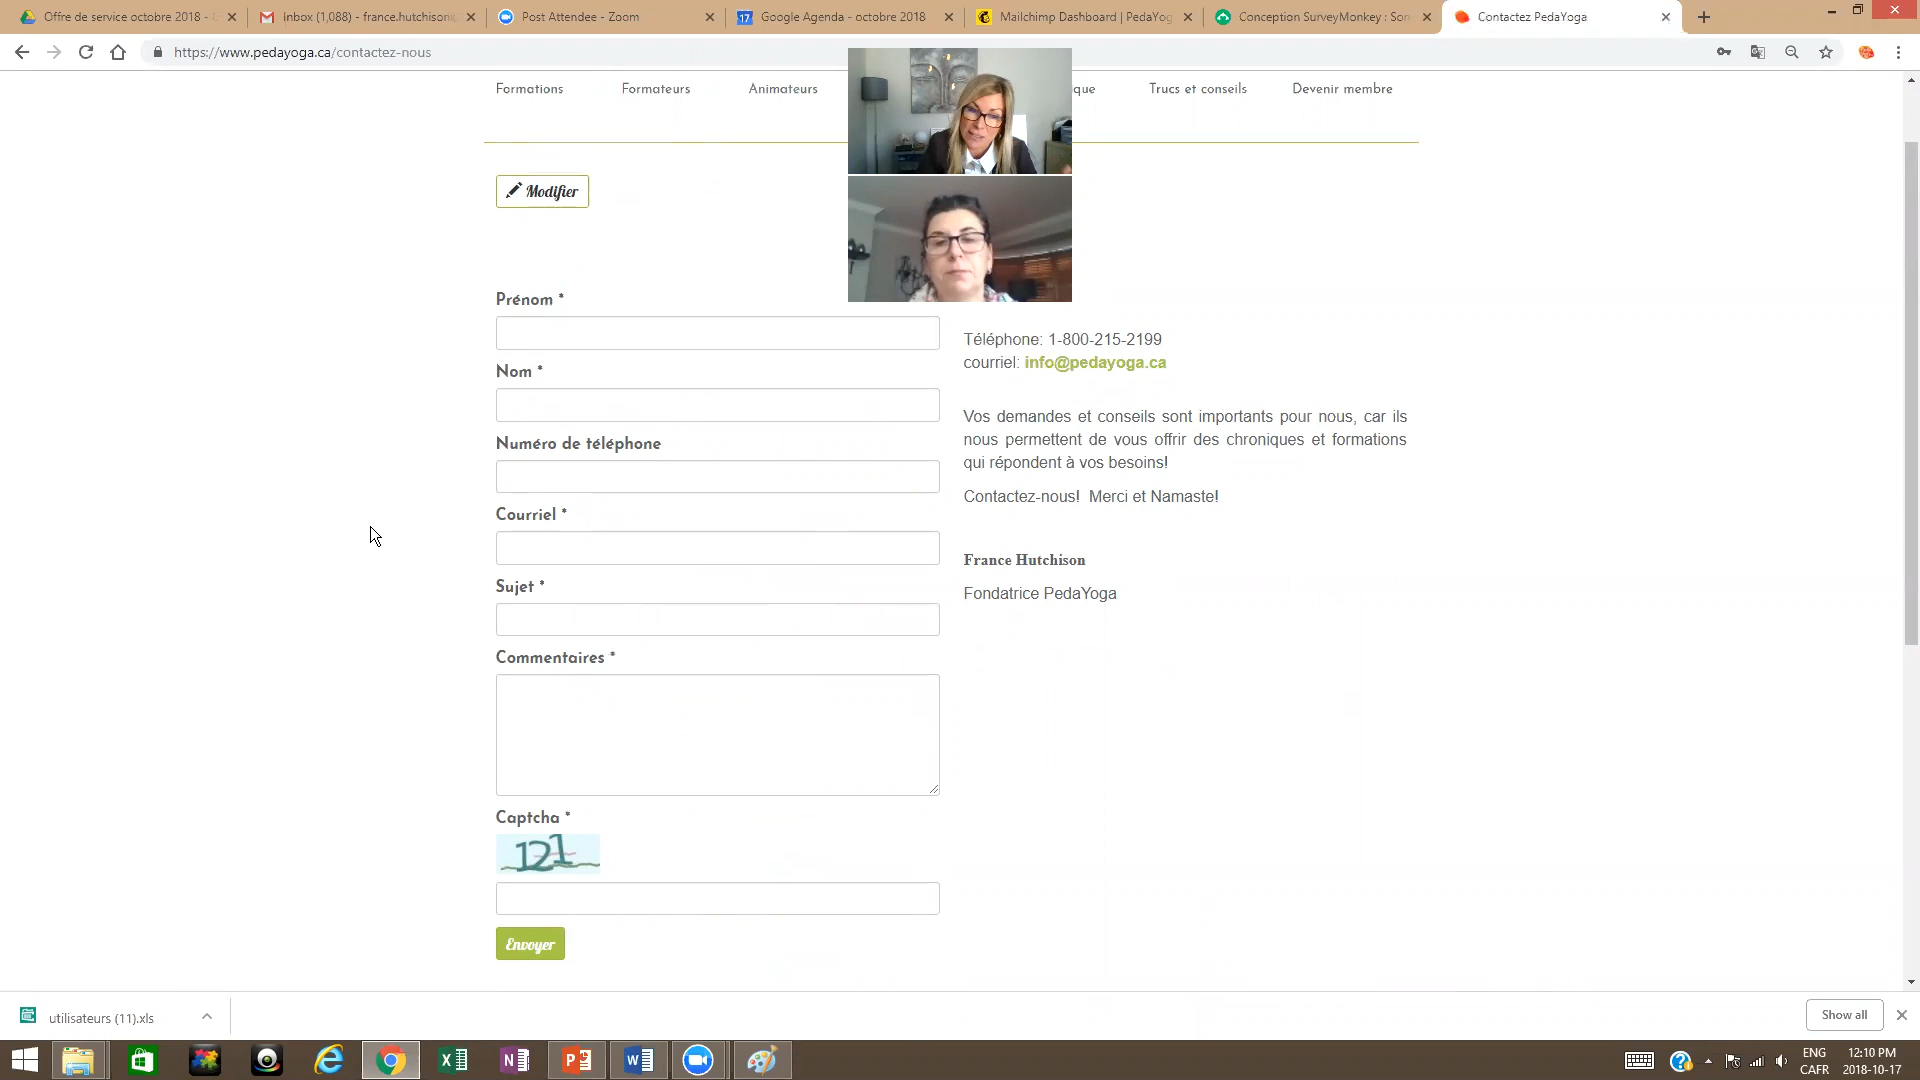 Offre de service octobre 2018 -
Inbox (1,088) - france.hutchison
Post Attendee - Zoom
Google Agenda - octobre 2018
Mailchimp Dashboard | PedaYog
Conception SurveyMonkey : Son
Contactez PedaYoga
https://www.pedayoga.ca/contactez-nous
Formations
Formateurs
Animateurs
que
Trucs et conseils
Devenir membre
Modifier
Prénom *
Téléphone: 1-800-215-2199
courriel: info@pedayoga.ca
Nom *
Vos demandes et conseils sont importants pour nous, car ils
nous permettent de vous offrir des chroniques et formations
qui répondent à vos besoins!
Numéro de téléphone
Contactez-nous!  Merci et Namaste!
Courriel *
France Hutchison
Sujet *
Fondatrice PedaYoga
Commentaires *
Captcha *
121
Envoyer
utilisateurs (11).xls
Show all
ENG
CAFR
12:10 PM
2018-10-17